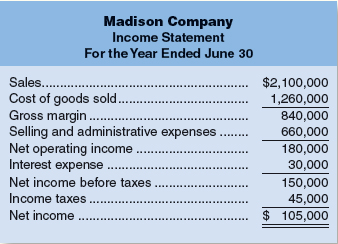 Madison Company
Income Statement
For the Year Ended June 30
Sales.................................................. $2,100,000
Cost of goods sold................................ 1,260,000
Gross margin ....................................... 840,000
Selling and administrative expenses ........ 660,000
Net operating income ............................ 180,000
Interest expense ................................... 30,000
Net income before taxes ........................ 150,000
Income taxes ........................................ 45,000
Net income .......................................... $ 105,000